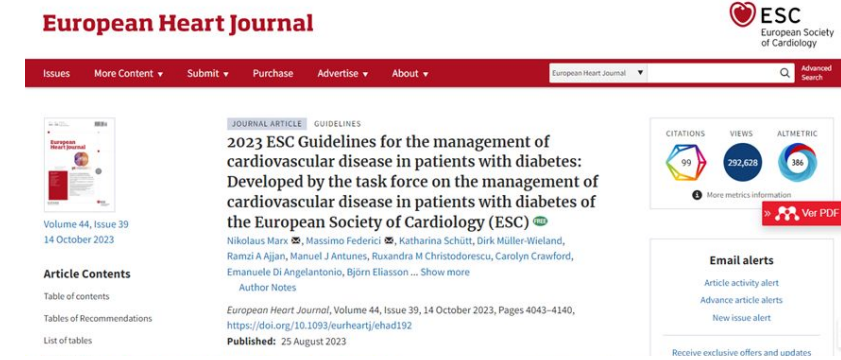 European Heart Journal
ESC
European Society
of Cardiology
Issues More Content ▼ Submit ▼ Purchase Advertise ▼ About ▼
European Heart Journal ▼
Advanced
Search
European
Heart Journal
Volume 44, Issue 39
14 October 2023
Article Contents
Table of contents
Tables of Recommendations
List of tables
JOURNAL ARTICLE GUIDELINES
2023 ESC Guidelines for the management of
cardiovascular disease in patients with diabetes:
Developed by the task force on the management of
cardiovascular disease in patients with diabetes of
the European Society of Cardiology (ESC) FREE
Nikolaus Marx ✉, Massimo Federici ✉, Katharina Schütt, Dirk Müller-Wieland,
Ramzi A Ajjan, Manuel J Antunes, Ruxandra M Christodorescu, Carolyn Crawford,
Emanuele Di Angelantonio, Björn Eliasson ... Show more
Author Notes
European Heart Journal, Volume 44, Issue 39, 14 October 2023, Pages 4043–4140,
https://doi.org/10.1093/eurheartj/ehad192
Published: 25 August 2023
CITATIONS VIEWS ALTMETRIC
99 292,628 386
More metrics information
» Ver PDF
Email alerts
Article activity alert
Advance article alerts
New issue alert
Receive exclusive offers and updates